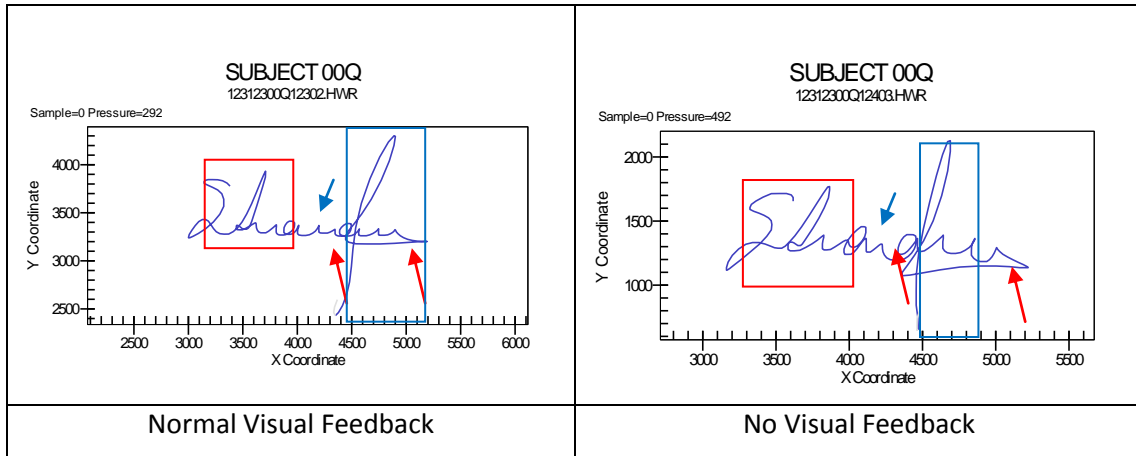 SUBJECT 00Q
12312300Q12302.HWR
Sample=0 Pressure=292
Y Coordinate
4000
3500
3000
2500
2500 3000 3500 4000 4500 5000 5500 6000
X Coordinate
Normal Visual Feedback
SUBJECT 00Q
12312300Q12403.HWR
Sample=0 Pressure=492
Y Coordinate
2000
1500
1000
3000 3500 4000 4500 5000 5500
X Coordinate
No Visual Feedback